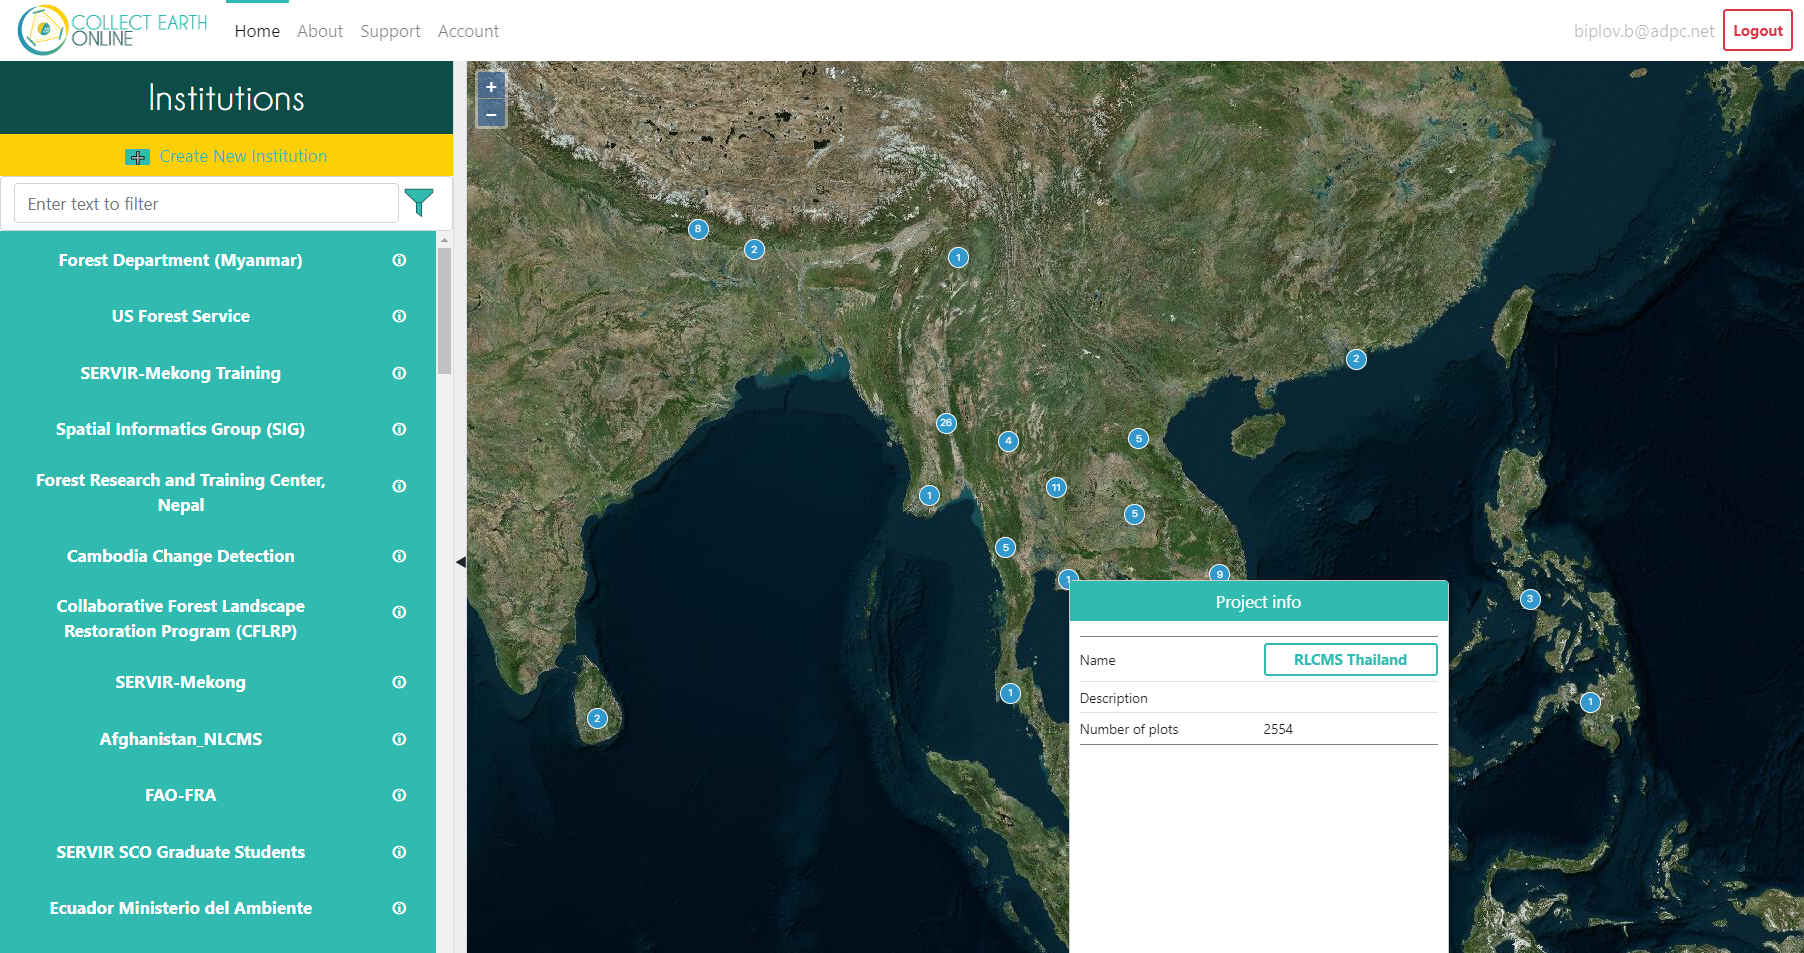 COLLECT EARTH
ONLINE
Home About Support Account
biplov.b@adpc.net Logout
Institutions
Create New Institution
Enter text to filter
Forest Department (Myanmar)
US Forest Service
SERVIR-Mekong Training
Spatial Informatics Group (SIG)
Forest Research and Training Center,
Nepal
Cambodia Change Detection
Collaborative Forest Landscape
Restoration Program (CFLRP)
SERVIR-Mekong
Afghanistan_NLCMS
FAO-FRA
SERVIR SCO Graduate Students
Ecuador Ministerio del Ambiente
+
−
8
2
1
2
26
4
5
11
1
5
5
1
9
3
1
1
2
Project info
Name RLCMS Thailand
Description
Number of plots 2554